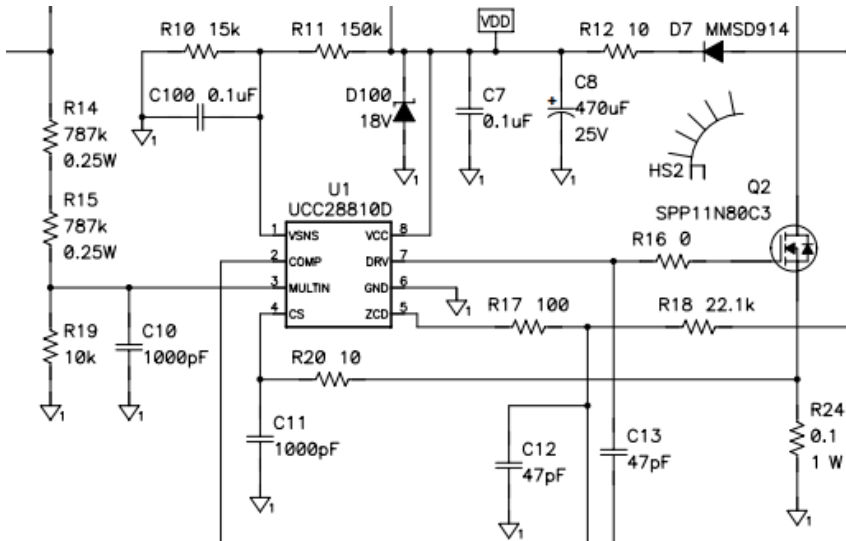 R10 15k
R11 150k
VDD
R12 10
D7 MMSD914
C100 0.1uF
D100
18V
C7
0.1uF
+
C8
470uF
25V
R14
787k
0.25W
HS2
1
1
1
1
U1
UCC28810D
Q2
SPP11N80C3
R15
787k
0.25W
1 VSNS VCC 8
2 COMP DRV 7
3 MULTIN GND 6
4 CS ZCD 5
R16 0
1
R17 100
R18 22.1k
R19
10k
C10
1000pF
R20 10
1
1
C11
1000pF
C12
47pF
C13
47pF
R24
0.1
1 W
1
1
1